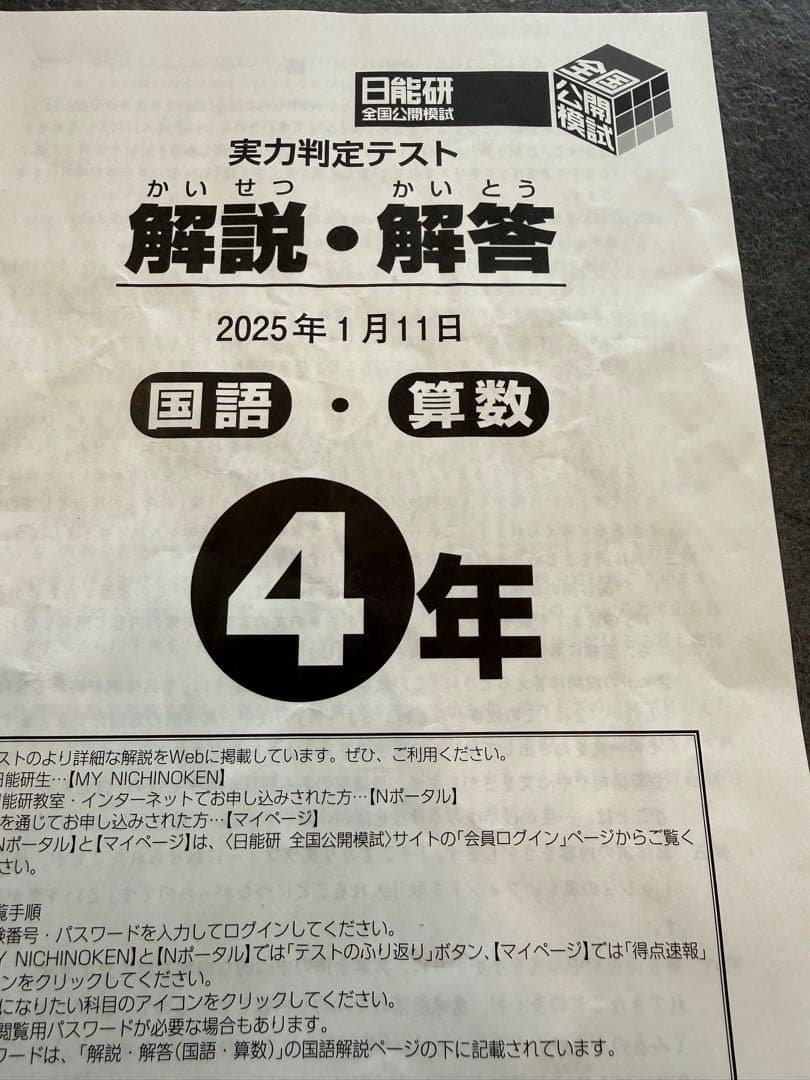 日能研
全国公開模試
全国
公開
模試
実力判定テスト
かいせつ かいとう
解説・解答
2025年1月11日
国語・算数
4年
ストのより詳細な解説をWebに掲載しています。ぜひ、ご利用ください。
日能研生…【MY NICHINOKEN】
能研教室・インターネットでお申し込みされた方…【Nポータル】
を通じてお申し込みされた方…【マイページ】
Nポータル】と【マイページ】は、〈日能研 全国公開模試〉サイトの「会員ログイン」ページからご覧く
さい。
覧手順
験番号・パスワードを入力してログインしてください。
Y NICHINOKEN】と【Nポータル】では「テストのふり返り」ボタン、【マイページ】では「得点速報」
ンをクリックしてください。
になりたい科目のアイコンをクリックしてください。
閲覧用パスワードが必要な場合もあります。
ワードは、「解説・解答(国語・算数)」の国語解説ページの下に記載されています。